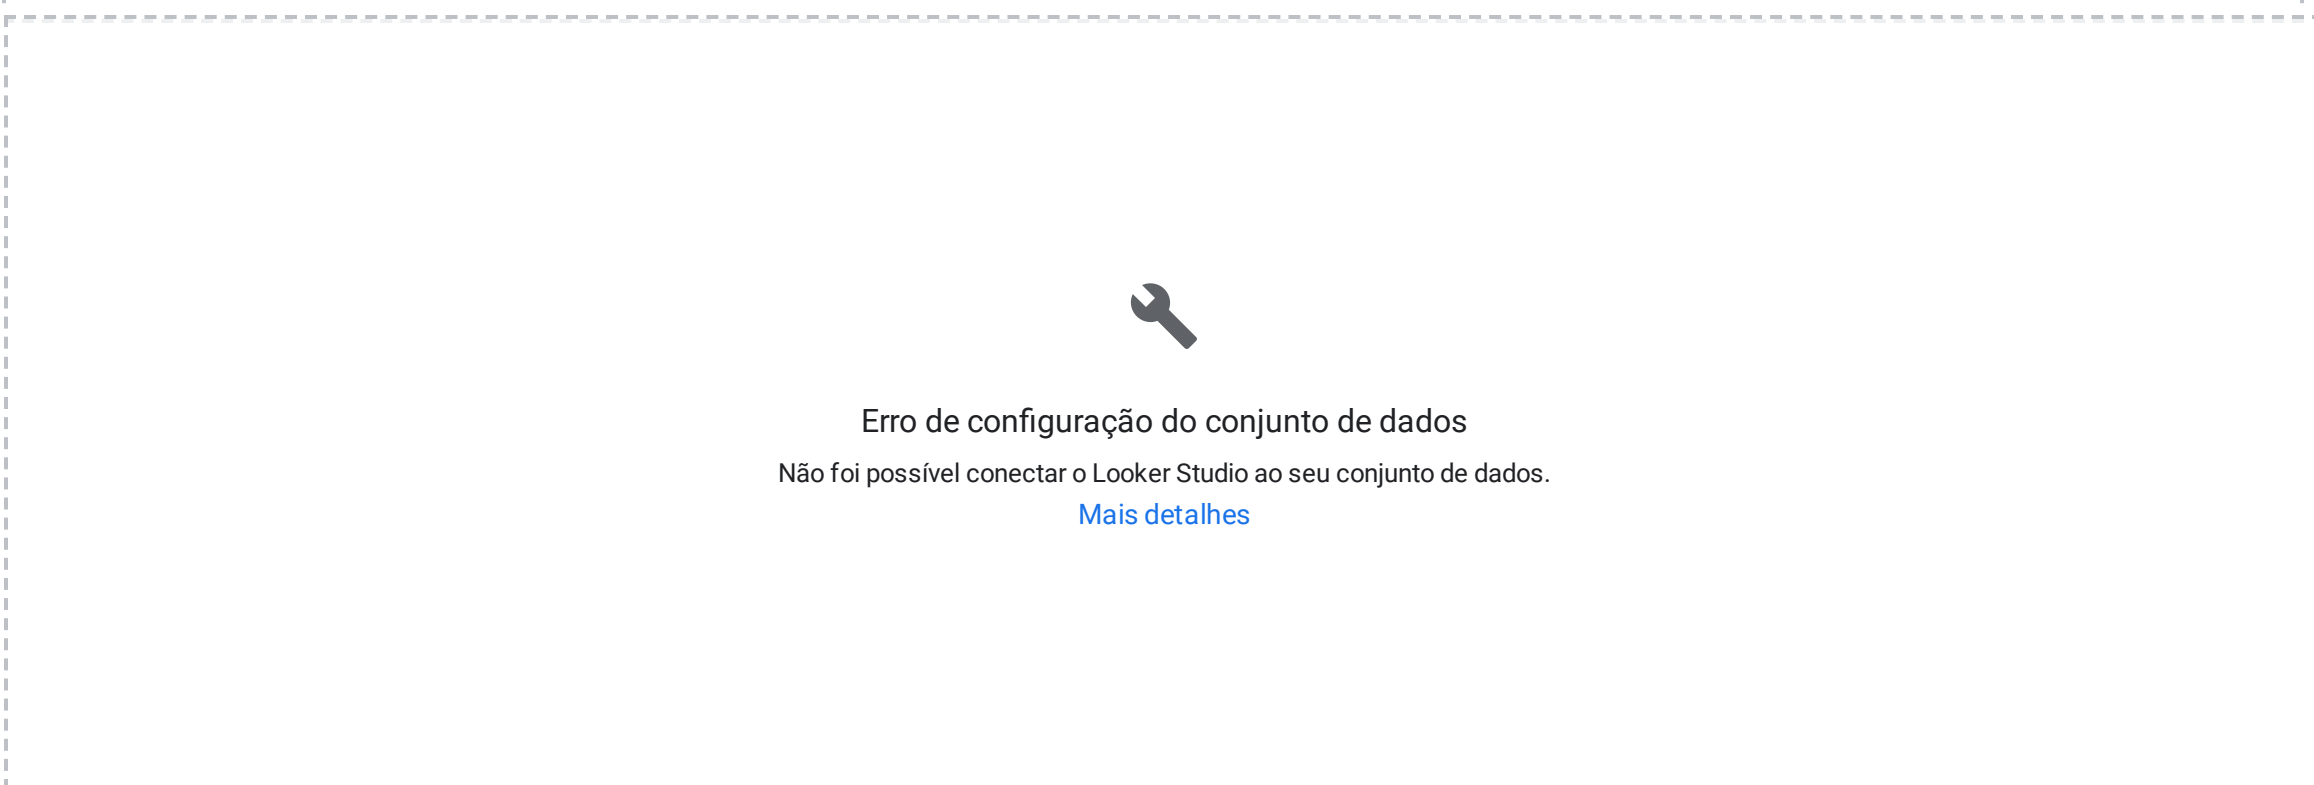 Erro de configuração do conjunto de dados
Não foi possível conectar o Looker Studio ao seu conjunto de dados.
Mais detalhes